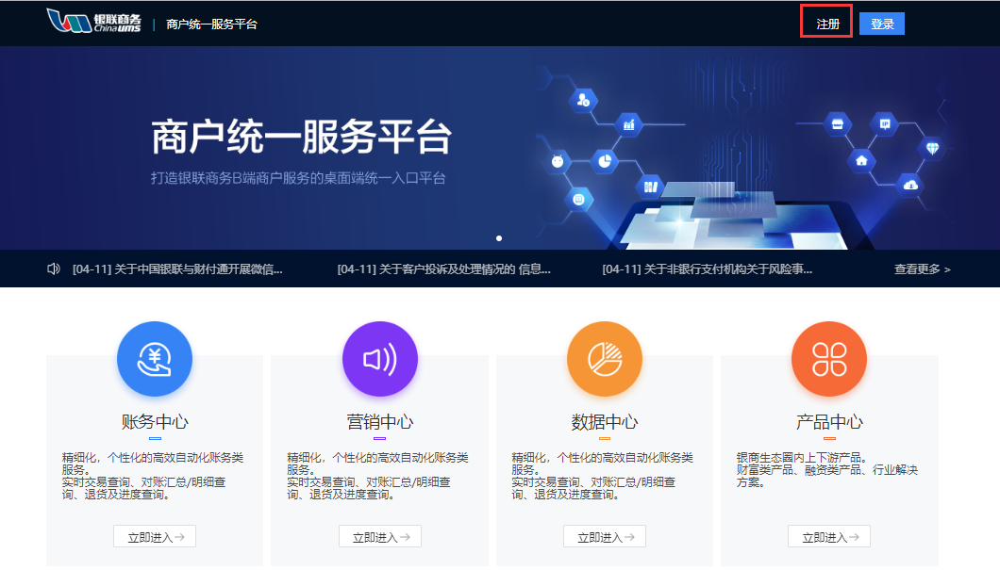 银联商务
China ums
商户统一服务平台
注册
登录
商户统一服务平台
打造银联商务B端商户服务的桌面端统一入口平台
[04-11] 关于中国银联与财付通开展微信...
[04-11] 关于客户投诉及处理情况的 信息...
[04-11] 关于非银行支付机构关于风险事...
查看更多 >
账务中心
精细化，个性化的高效自动化账务类
服务。
实时交易查询、对账汇总/明细查
询、退货及进度查询。
立即进入
营销中心
精细化，个性化的高效自动化账务类
服务。
实时交易查询、对账汇总/明细查
询、退货及进度查询。
立即进入
数据中心
精细化，个性化的高效自动化账务类
服务。
实时交易查询、对账汇总/明细查
询、退货及进度查询。
立即进入
产品中心
银商生态圈内上下游产品。
财富类产品、融资类产品、行业解决
方案。
立即进入